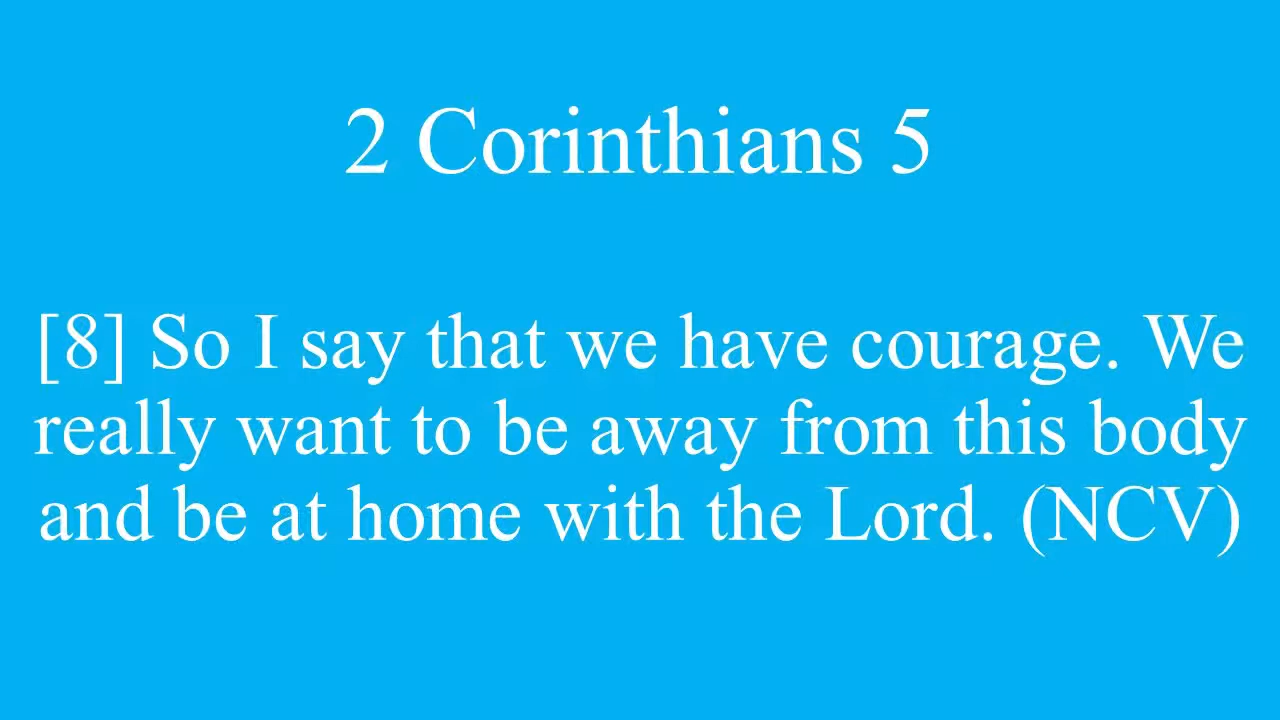 2 Corinthians 5
[8] So I say that we have courage. We
really want to be away from this body
and be at home with the Lord. (NCV)